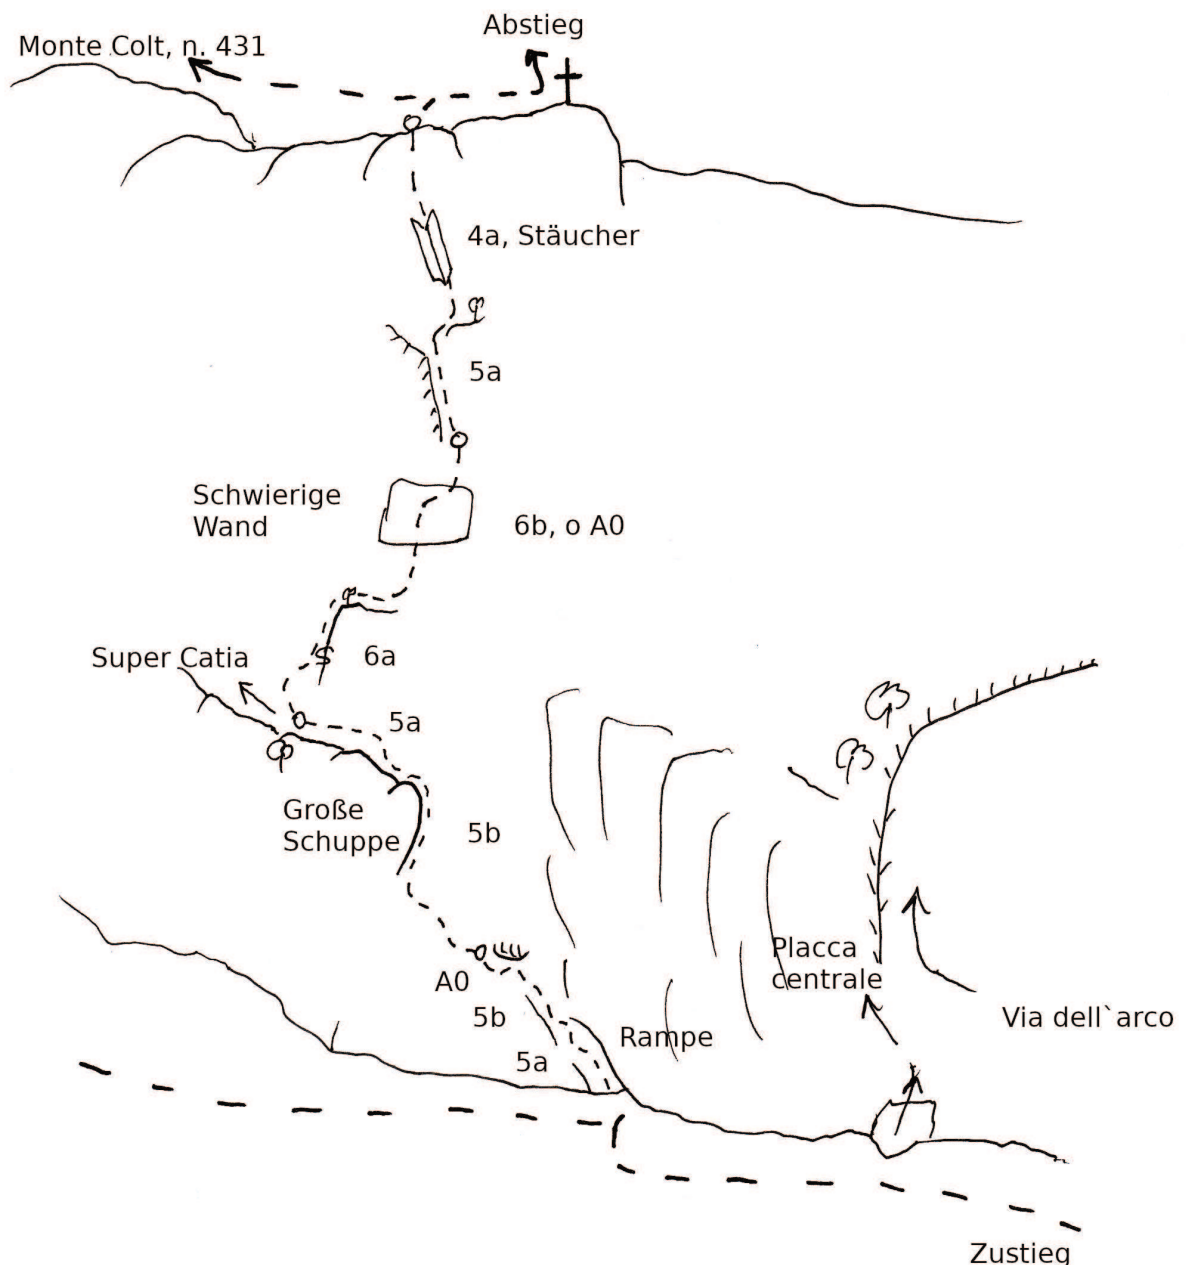 Abstieg
Monte Colt, n. 431
4a, Stäucher
5a
Schwierige
Wand
6b, o A0
6a
Super Catia
5a
Große
Schuppe
5b
Placca
centrale
A0
5b
Via dell`arco
Rampe
5a
Zustieg